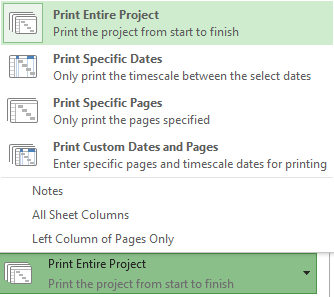 Print Entire Project
Print the project from start to finish
Print Specific Dates
Only print the timescale between the select dates
Print Specific Pages
Only print the pages specified
Print Custom Dates and Pages
Enter specific pages and timescale dates for printing
Notes
All Sheet Columns
Left Column of Pages Only
Print Entire Project
Print the project from start to finish